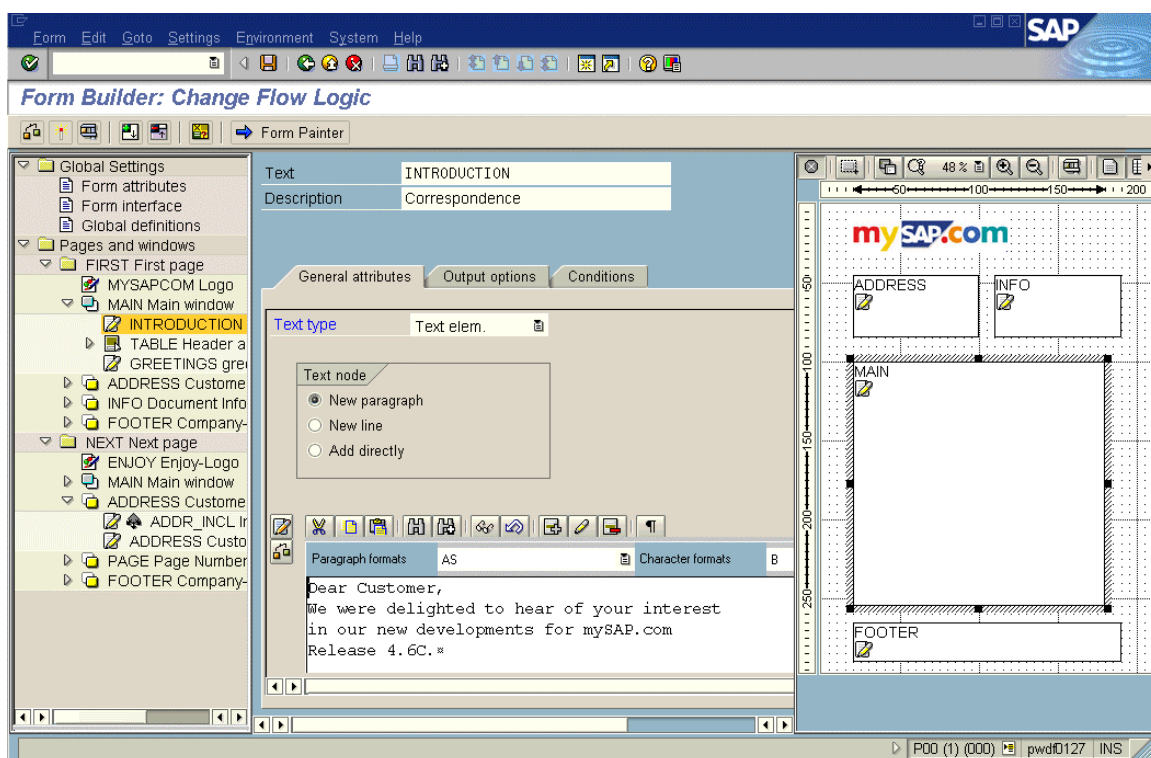 SAP
Form Edit Goto Settings Environment System Help
Form Builder: Change Flow Logic
Form Painter
Global Settings
Form attributes
Form interface
Global definitions
Pages and windows
FIRST First page
MYSAPCOM Logo
MAIN Main window
INTRODUCTION
TABLE Header a
GREETINGS gre
ADDRESS Custome
INFO Document Info
FOOTER Company-
NEXT Next page
ENJOY Enjoy-Logo
MAIN Main window
ADDRESS Custome
ADDR_INCL I
ADDRESS Custo
PAGE Page Number
FOOTER Company-
Text INTRODUCTION
Description Correspondence
General attributes Output options Conditions
Text type Text elem.
Text node
New paragraph
New line
Add directly
Paragraph formats AS Character formats B
Dear Customer,
We were delighted to hear of your interest
in our new developments for mySAP.com
Release 4.6C.¤
48 %
50 100 150 200
50
100
150
200
250
mySAP.com
ADDRESS INFO
MAIN
FOOTER
P00 (1) (000) pwdf0127 INS